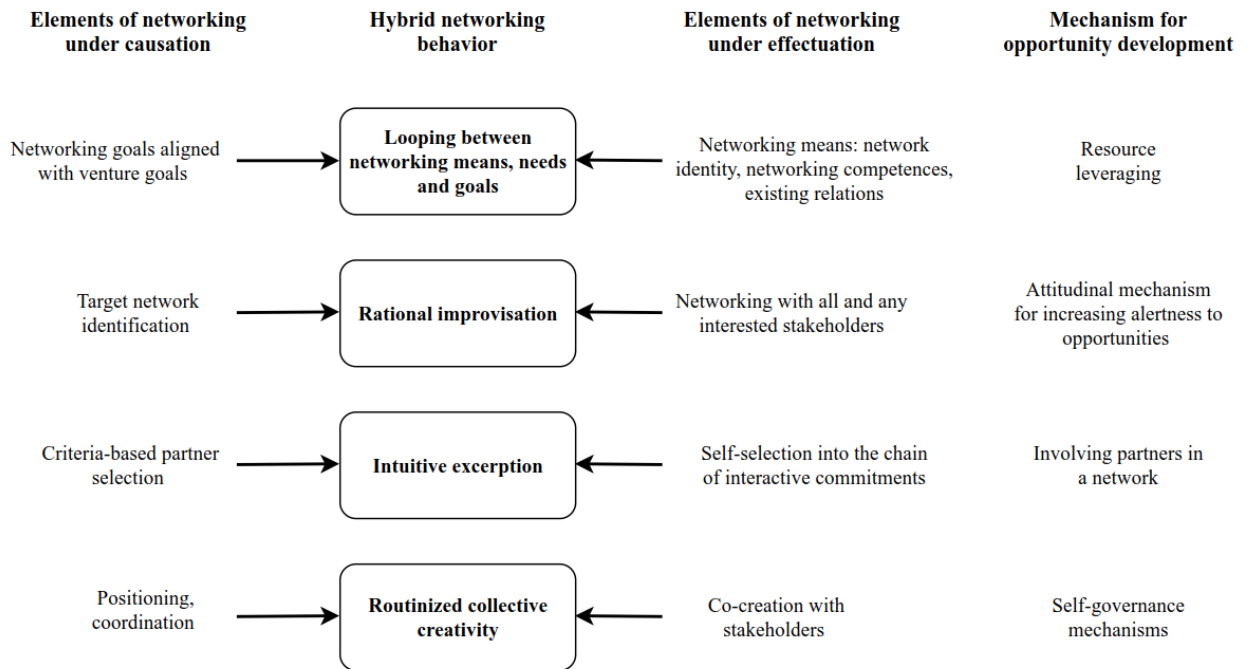 Elements of networking
under causation
Hybrid networking
behavior
Elements of networking
under effectuation
Mechanism for
opportunity development
Networking goals aligned
with venture goals
Looping between
networking means, needs
and goals
Networking means: network
identity, networking competences,
existing relations
Resource
leveraging
Target network
identification
Rational improvisation
Networking with all and any
interested stakeholders
Attitudinal mechanism
for increasing alertness to
opportunities
Criteria-based partner
selection
Intuitive excerption
Self-selection into the chain
of interactive commitments
Involving partners in
a network
Positioning,
coordination
Routinized collective
creativity
Co-creation with
stakeholders
Self-governance
mechanisms